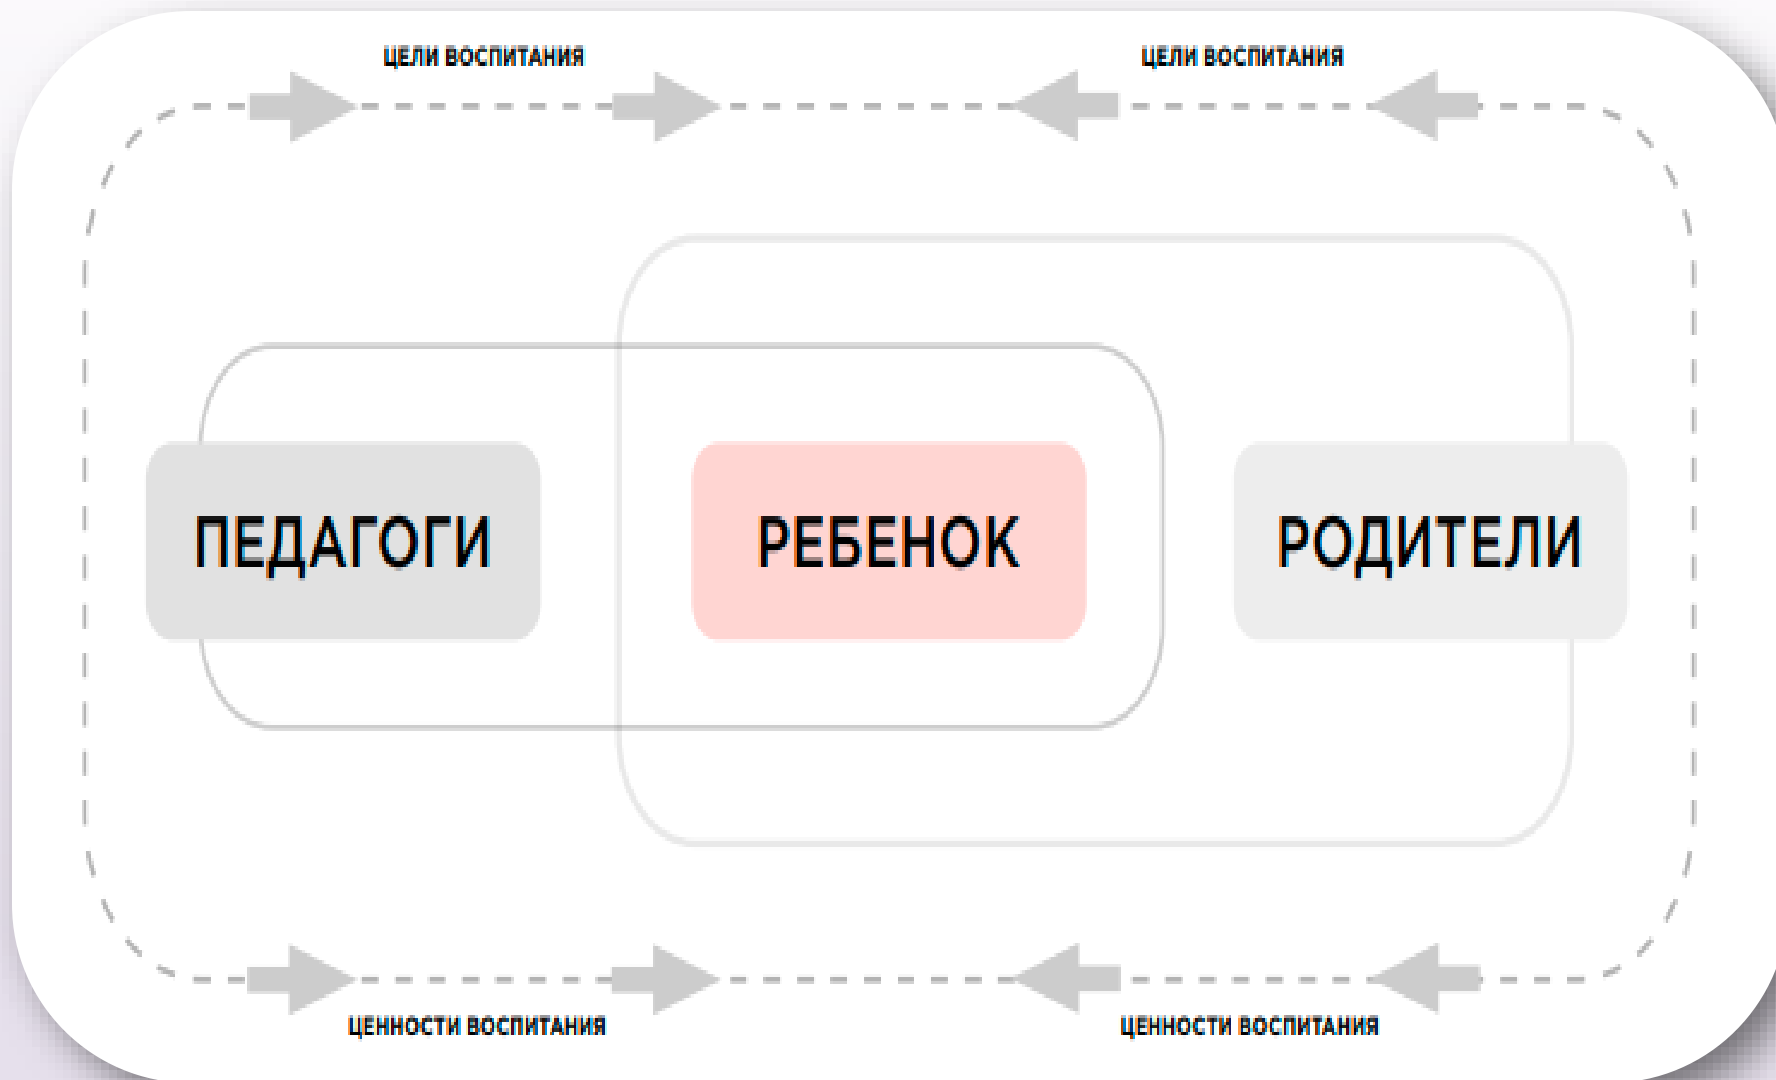 ЦЕЛИ ВОСПИТАНИЯ
ЦЕЛИ ВОСПИТАНИЯ
ПЕДАГОГИ
РЕБЕНОК
РОДИТЕЛИ
ЦЕННОСТИ ВОСПИТАНИЯ
ЦЕННОСТИ ВОСПИТАНИЯ